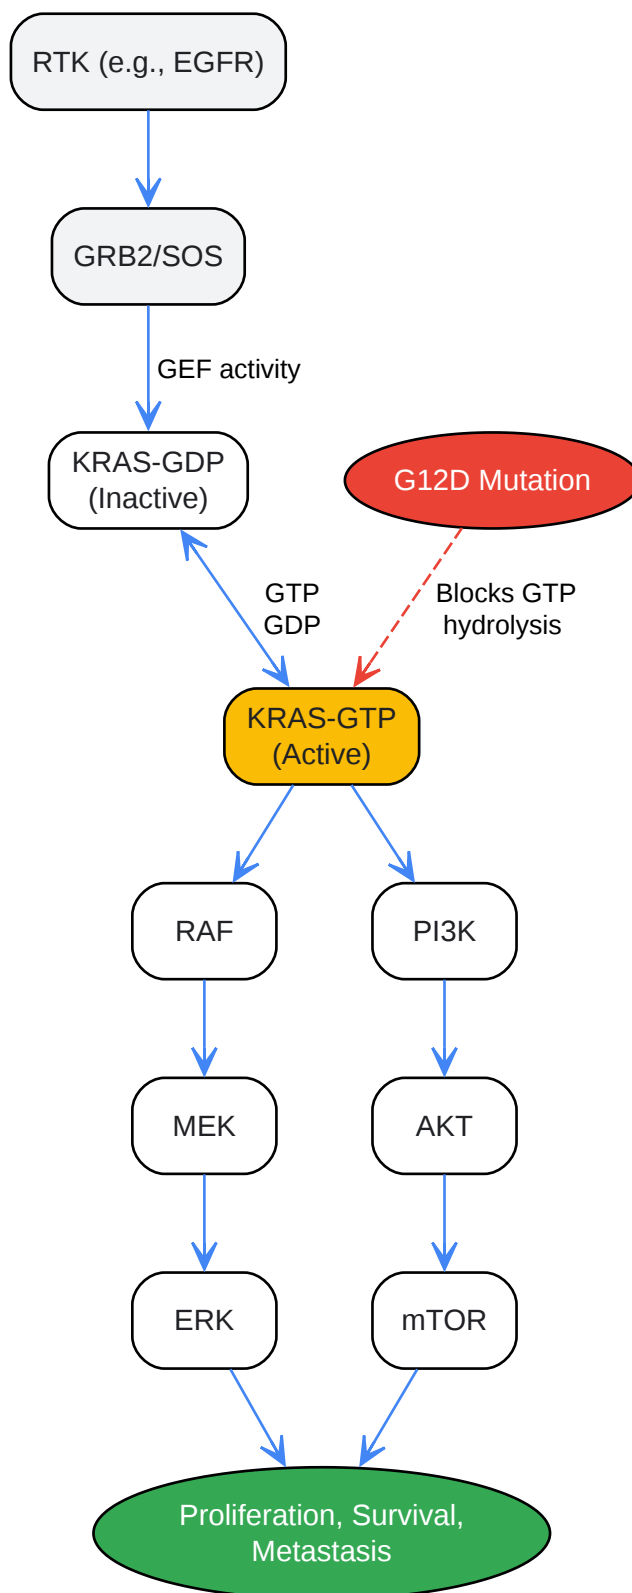 RTK (e.g., EGFR)
GRB2/SOS
GEF activity
KRAS-GDP
(Inactive)
G12D Mutation
GTP
GDP
Blocks GTP
hydrolysis
KRAS-GTP
(Active)
RAF
PI3K
MEK
AKT
ERK
mTOR
Proliferation, Survival,
Metastasis